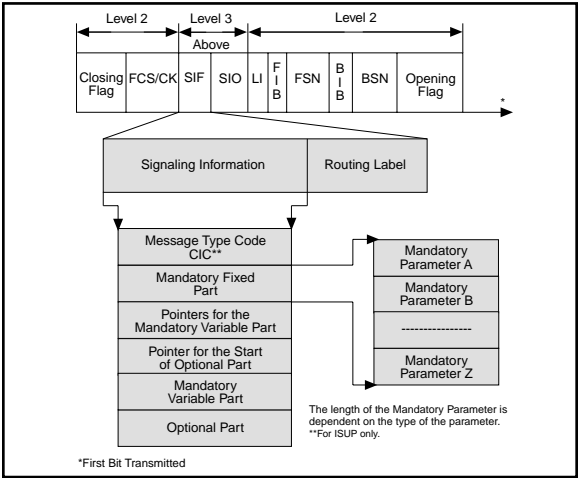 Level 2
Level 3
Level 2
Above
Closing
Flag
FCS/CK
SIF
SIO
LI
F
I
B
FSN
B
I
B
BSN
Opening
Flag
*
Signaling Information
Routing Label
Message Type Code
CIC**
Mandatory Fixed
Part
Pointers for the
Mandatory Variable Part
Pointer for the Start
of Optional Part
Mandatory
Variable Part
Optional Part
Mandatory
Parameter A
Mandatory
Parameter B
----------------
Mandatory
Parameter Z
The length of the Mandatory Parameter is
dependent on the type of the parameter.
**For ISUP only.
*First Bit Transmitted